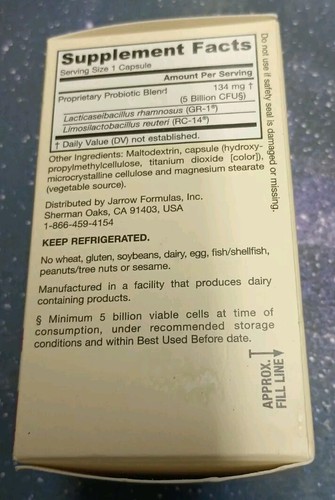 Supplement Facts
Serving Size 1 Capsule
Amount Per Serving
Proprietary Probiotic Blend 134 mg †
(5 Billion CFU§)
Lacticaseibacillus rhamnosus (GR-1®)
Limosilactobacillus reuteri (RC-14®)
† Daily Value (DV) not established.
Other Ingredients: Maltodextrin, capsule (hydroxy-
propylmethylcellulose, titanium dioxide [color]),
microcrystalline cellulose and magnesium stearate
(vegetable source).
Distributed by Jarrow Formulas, Inc.
Sherman Oaks, CA 91403, USA
1-866-459-4154
KEEP REFRIGERATED.
No wheat, gluten, soybeans, dairy, egg, fish/shellfish,
peanuts/tree nuts or sesame.
Manufactured in a facility that produces dairy
containing products.
§ Minimum 5 billion viable cells at time of
consumption, under recommended storage
conditions and within Best Used Before date.
Do not use if safety seal is damaged or missing.
APPROX.
FILL LINE